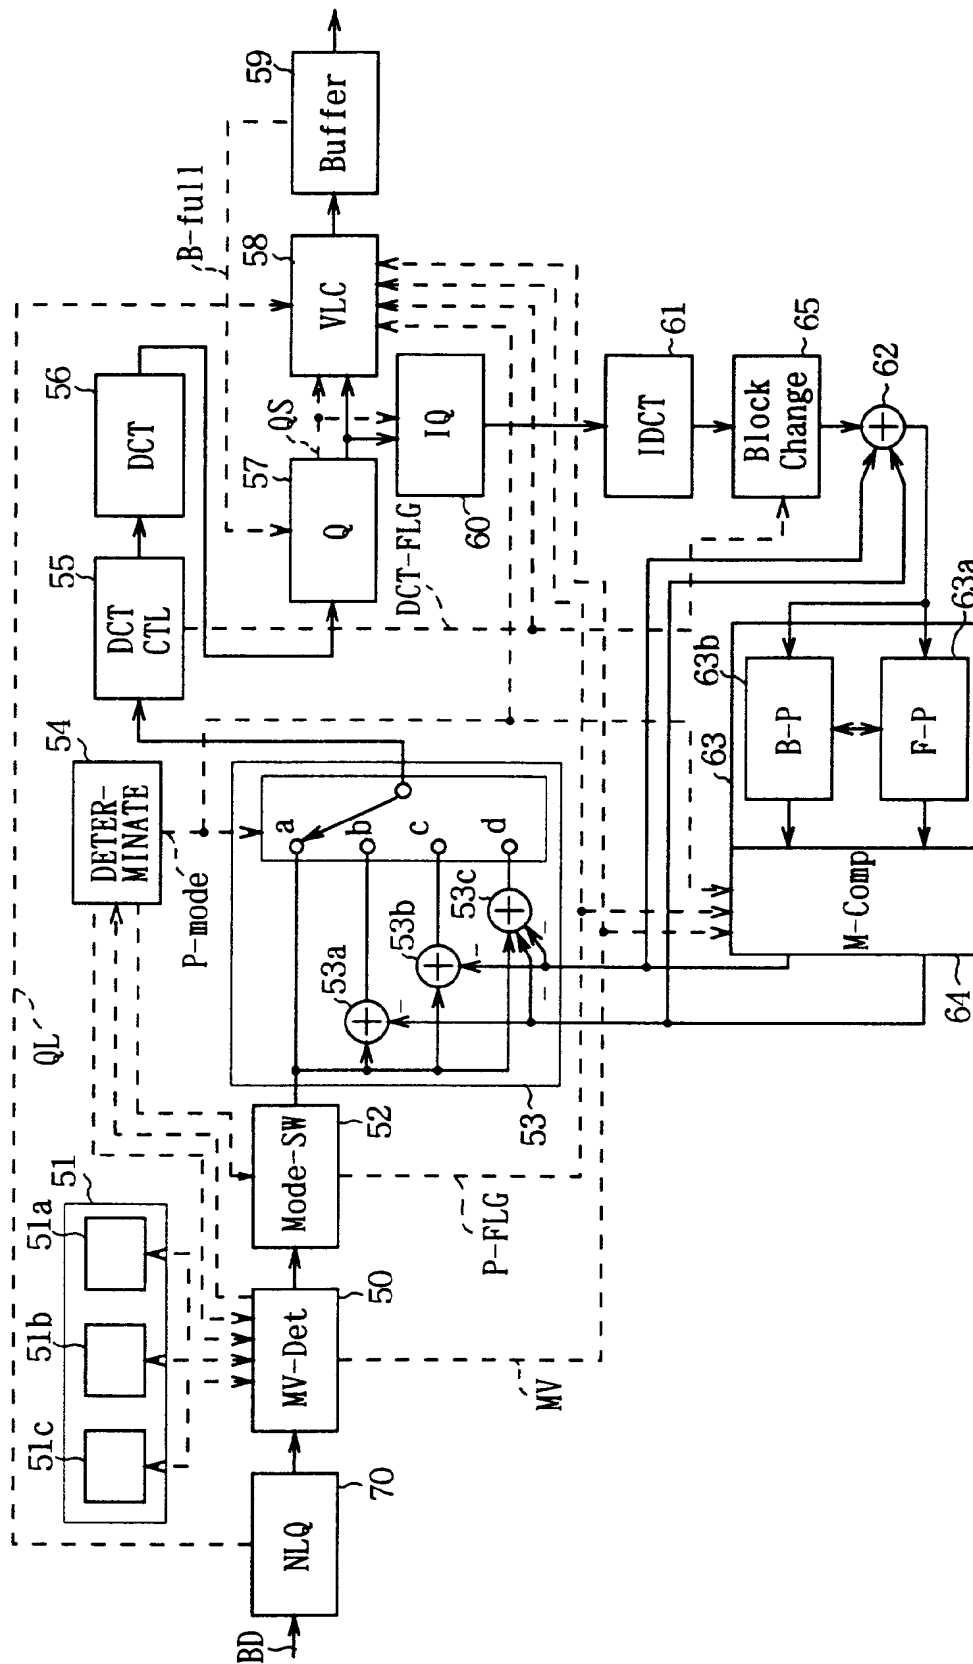 BD
NLQ
70
QL
51
51a
51b
51c
MV-Det
50
MV
Mode-SW
52
P-FLG
DETER-
MINATE
54
P-mode
53
53a
53b
53c
a
b
c
d
-
-
-
-
DCT
CTL
55
DCT
56
Q
57
QS
DCT-FLG
B-full
VLC
58
Buffer
59
IQ
60
IDCT
61
Block
Change
65
62
63
63a
63b
B-P
F-P
M-Comp
64